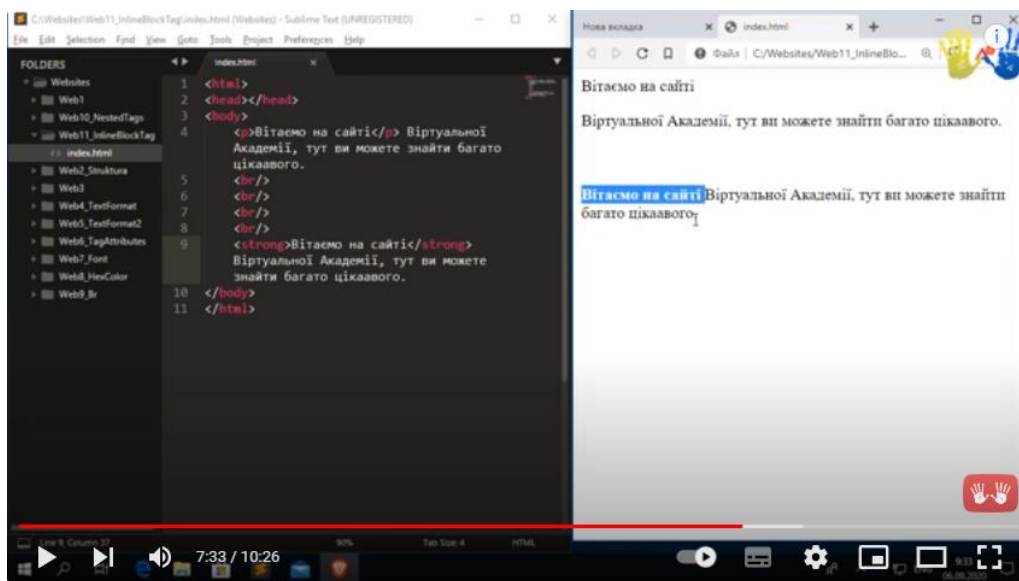 C:\Websites\Web11_InlineBlockTag\index.html (Websites) - Sublime Text (UNREGISTERED)
File Edit Selection Find View Goto Tools Project Preferences Help
FOLDERS
Websites
Web1
Web10_NestedTags
Web11_InlineBlockTag
index.html
Web2_Struktura
Web3
Web4_TextFormat
Web5_TextFormat2
Web6_TagAttributes
Web7_Font
Web8_HexColor
Web9_Br
index.html
1 <html>
2 <head></head>
3 <body>
4 <p>Вітаємо на сайті</p> Віртуальної
Академії, тут ви можете знайти багато
цікаавого.
5 <br/>
6 <br/>
7 <br/>
8 <br/>
9 <strong>Вітаємо на сайті</strong>
Віртуальної Академії, тут ви можете
знайти багато цікаавого.
10 </body>
11 </html>
Line 9, Column 37 90% Tab Size: 4 HTML
Нова вкладка index.html
Файл C:/Websites/Web11_InlineBlo...
Вітаємо на сайті
Віртуальної Академії, тут ви можете знайти багато цікаавого.
Вітаємо на сайті Віртуальної Академії, тут ви можете знайти
багато цікаавого.
7:33 / 10:26
9:33
06.08.2020